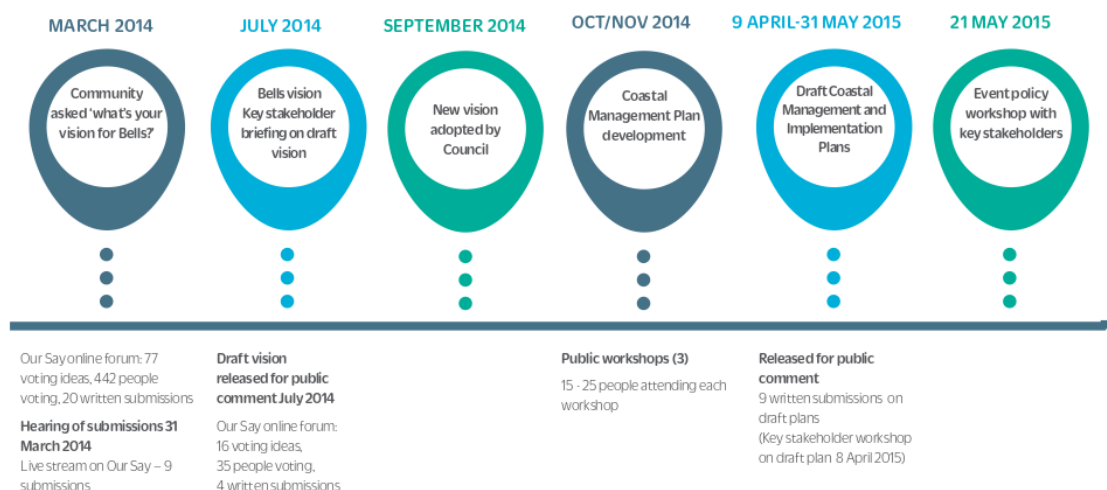 MARCH 2014
JULY 2014
SEPTEMBER 2014
OCT/NOV 2014
9 APRIL-31 MAY 2015
21 MAY 2015
Community
asked ‘what’s your
vision for Bells?’
Bells vision
Key stakeholder
briefing on draft
vision
New vision
adopted by
Council
Coastal
Management Plan
development
Draft Coastal
Management and
Implementation
Plans
Event policy
workshop with
key stakeholders
Our Say online forum: 77
voting ideas, 442 people
voting, 20 written submissions
Hearing of submissions 31
March 2014
Live stream on Our Say – 9
submissions
Draft vision
released for public
comment July 2014
Our Say online forum:
16 voting ideas,
35 people voting,
4 written submissions
Public workshops (3)
15 - 25 people attending each
workshop
Released for public
comment
9 written submissions on
draft plans
(Key stakeholder workshop
on draft plan 8 April 2015)